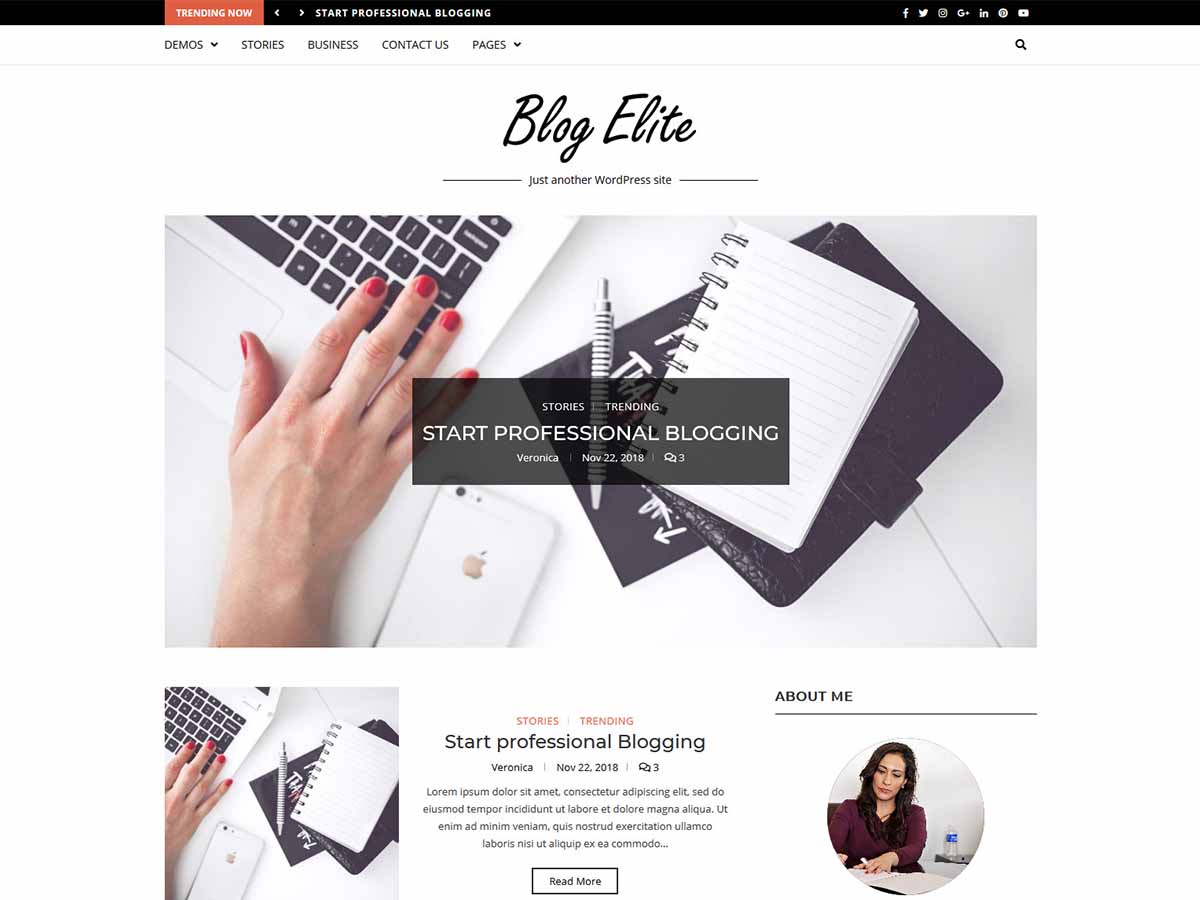 TRENDING NOW
START PROFESSIONAL BLOGGING
DEMOS STORIES BUSINESS CONTACT US PAGES
Blog Elite
Just another WordPress site
STORIES TRENDING
START PROFESSIONAL BLOGGING
Veronica Nov 22, 2018 3
STORIES TRENDING
Start professional Blogging
Veronica Nov 22, 2018 3
Lorem ipsum dolor sit amet, consectetur adipiscing elit, sed do
eiusmod tempor incididunt ut labore et dolore magna aliqua. Ut
enim ad minim veniam, quis nostrud exercitation ullamco
laboris nisi ut aliquip ex ea commodo...
Read More
ABOUT ME